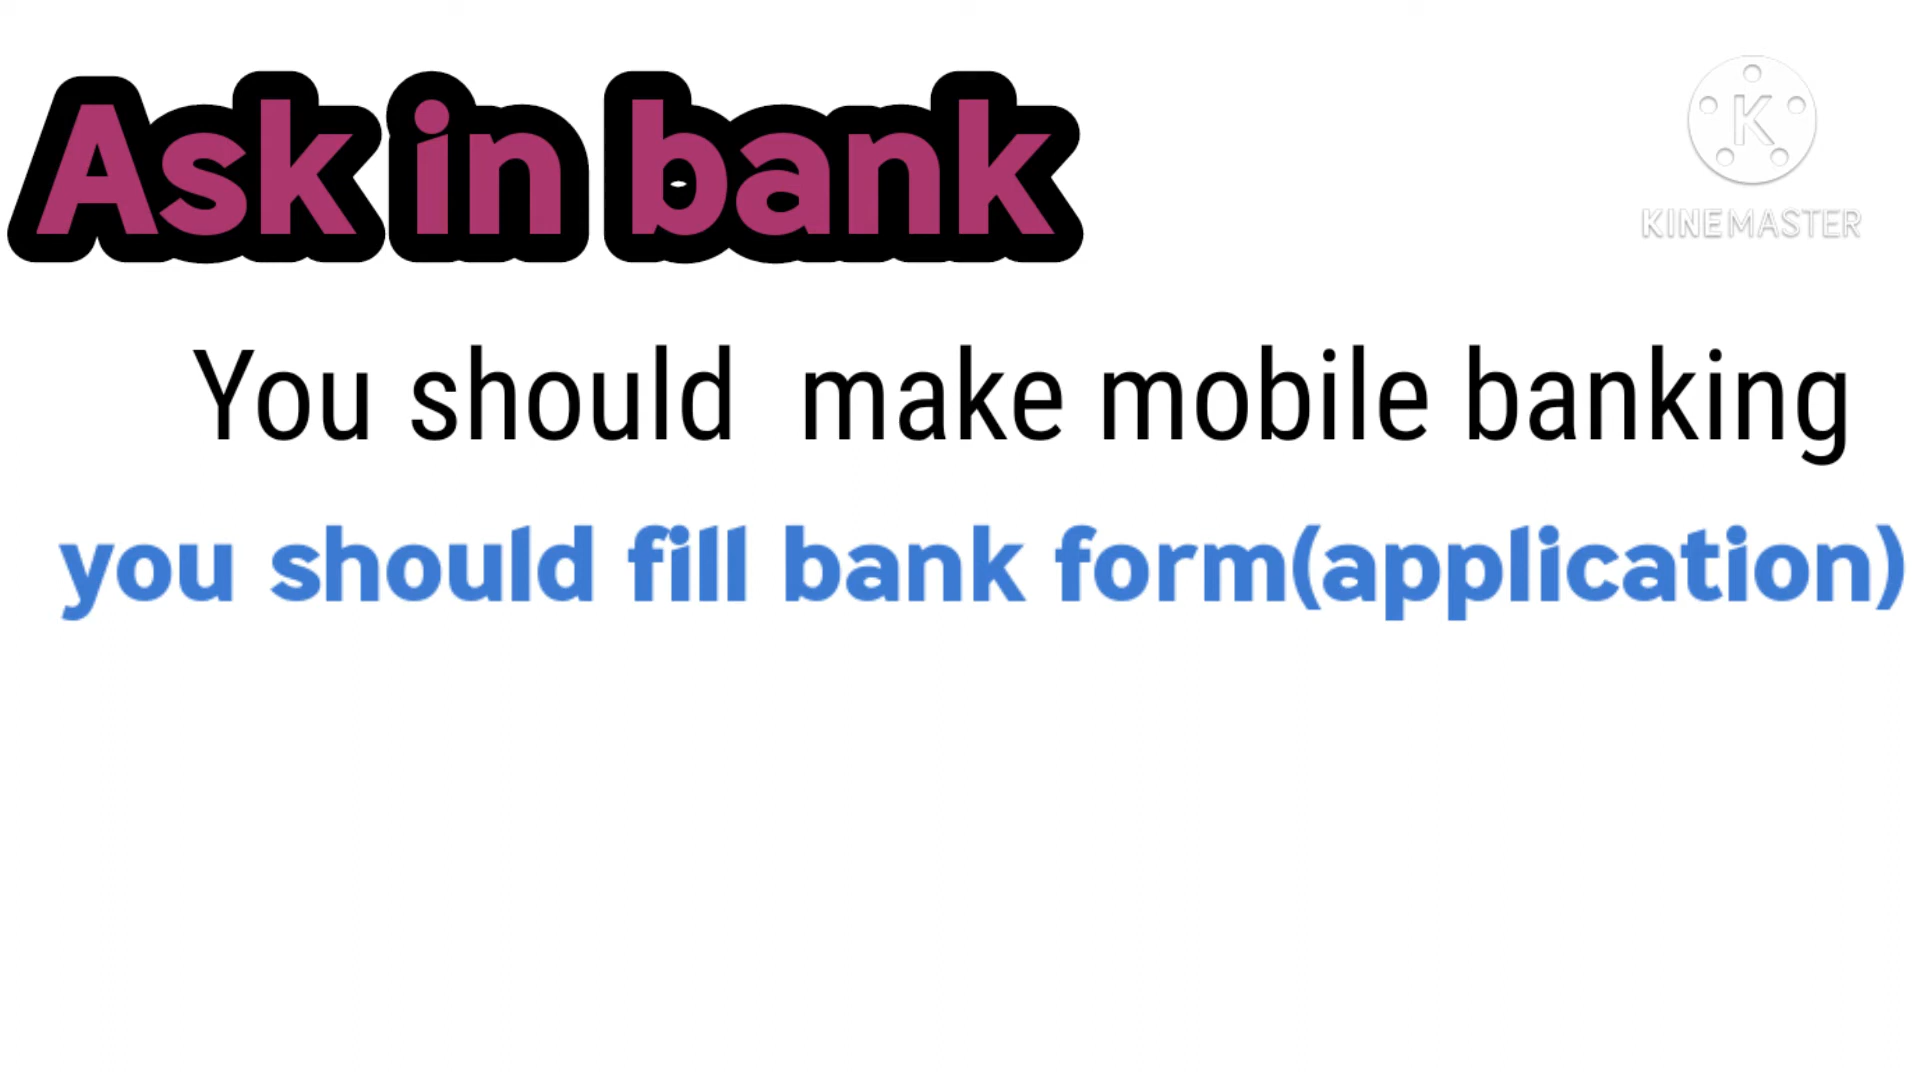 Ask in bank
K
KINEMASTER
You should  make mobile banking
you should fill bank form(application)